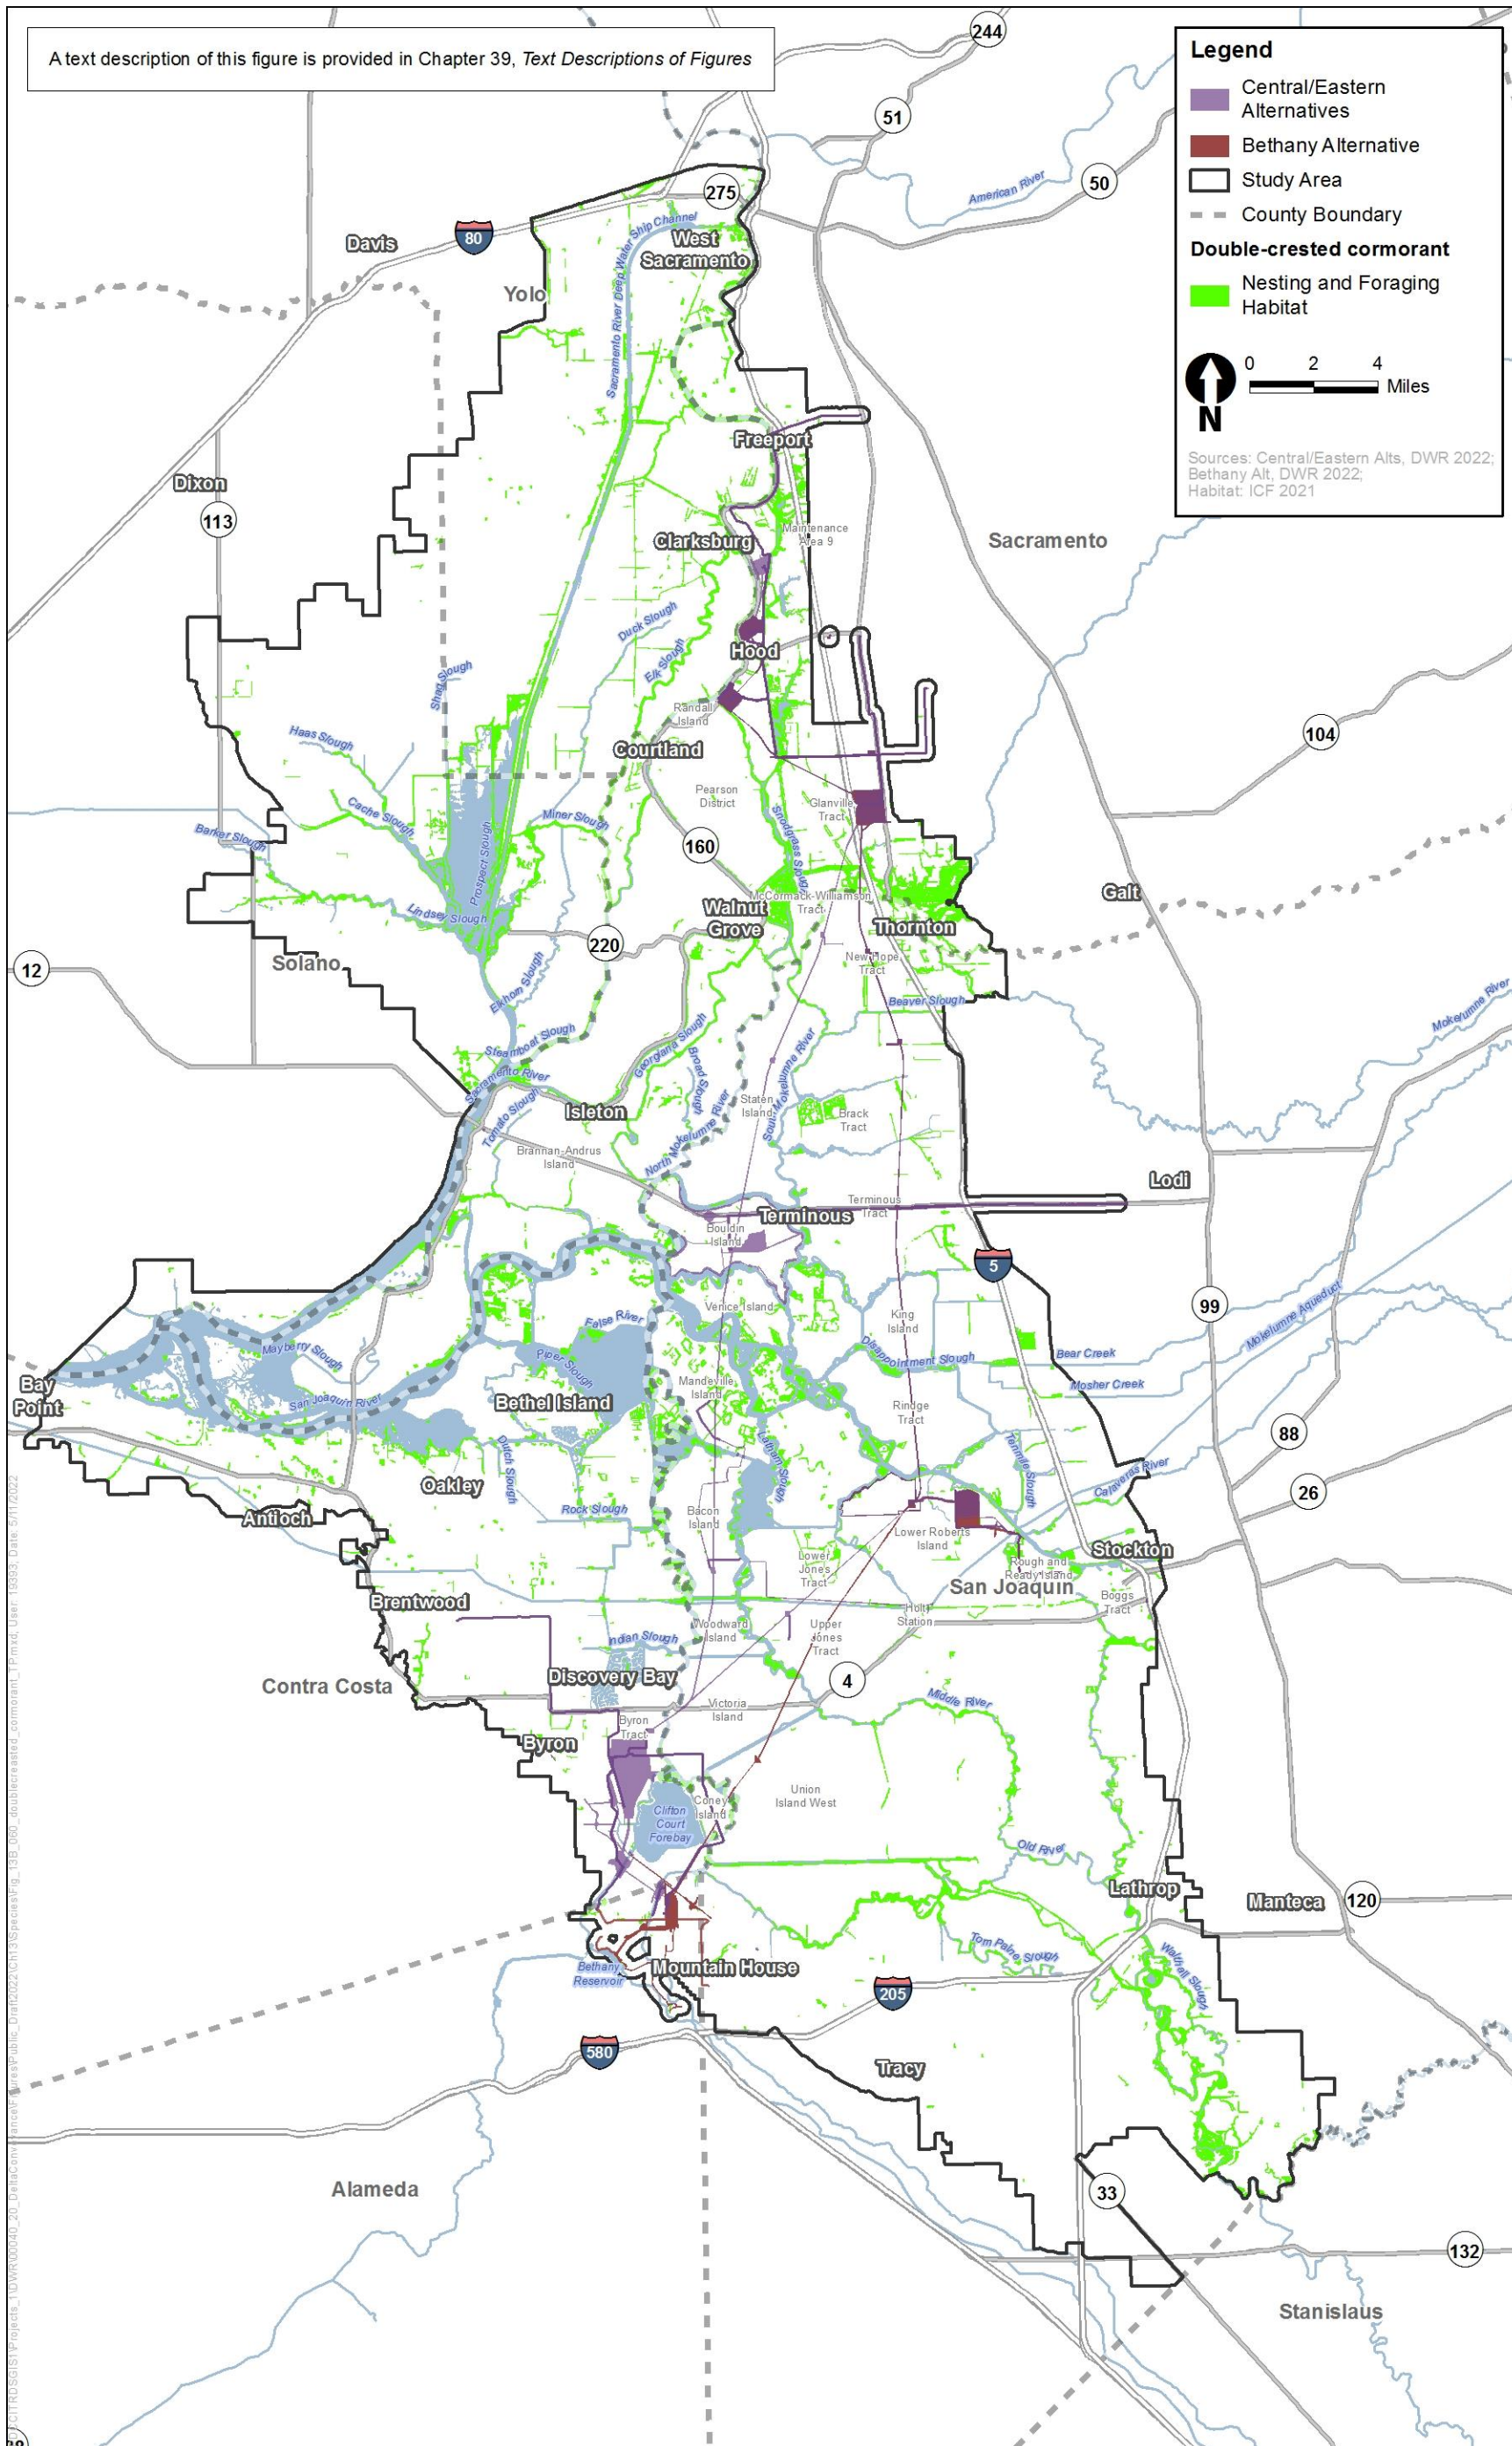 A text description of this figure is provided in Chapter 39, Text Descriptions of Figures
Legend
Central/Eastern
Alternatives
Bethany Alternative
Study Area
County Boundary
Double-crested cormorant
Nesting and Foraging
Habitat
0 2 4
Miles
N
Sources: Central/Eastern Alts, DWR 2022;
Bethany Alt, DWR 2022;
Habitat: ICF 2021
244
51
50
American River
275
80
Davis
Yolo
Sacramento River Deep Water Ship Channel
West
Sacramento
Freeport
Dixon
113
Clarksburg
Maintenance
Area 9
Sacramento
Duck Slough
Elk Slough
Hood
Shag Slough
Randall
Island
Haas Slough
Courtland
104
Pearson
District
Glanville
Tract
Cache Slough
Miner Slough
Snodgrass Slough
Barker Slough
Prospect Slough
160
McCormack-Williamson
Tract
Galt
Lindsey Slough
Walnut
Grove
Thornton
220
12
Solano
New Hope
Tract
Elkhorn Slough
Beaver Slough
Mokelumne River
Steamboat Slough
Georgiana Slough
Broad Slough
Sacramento River
South Mokelumne River
Tomato Slough
Isleton
Staten
Island
Brack
Tract
North Mokelumne River
Brannan-Andrus
Island
Lodi
Terminous
Terminous
Tract
Bouldin
Island
5
Venice Island
99
Mokelumne Aqueduct
King
Island
False River
Disappointment Slough
Bear Creek
Mayberry Slough
Piper Slough
Mosher Creek
Bay
Point
San Joaquin River
Bethel Island
Mandeville
Island
Rindge
Tract
88
Dutch Slough
Latham Slough
Tenmile Slough
Calaveras River
Oakley
26
Antioch
Rock Slough
Bacon
Island
Lower Roberts
Island
Stockton
Lower
Jones
Tract
Rough and
Ready Island
San Joaquin
Boggs
Tract
Brentwood
Holt
Station
Woodward
Island
Upper
Jones
Tract
Indian Slough
Contra Costa
Discovery Bay
4
Victoria
Island
Middle River
Byron
Tract
Byron
Union
Island West
Coney
Island
Clifton
Court
Forebay
Old River
Lathrop
Manteca
120
Tom Paine Slough
Walthall Slough
Bethany
Reservoir
Mountain House
205
580
Tracy
Alameda
33
132
Stanislaus